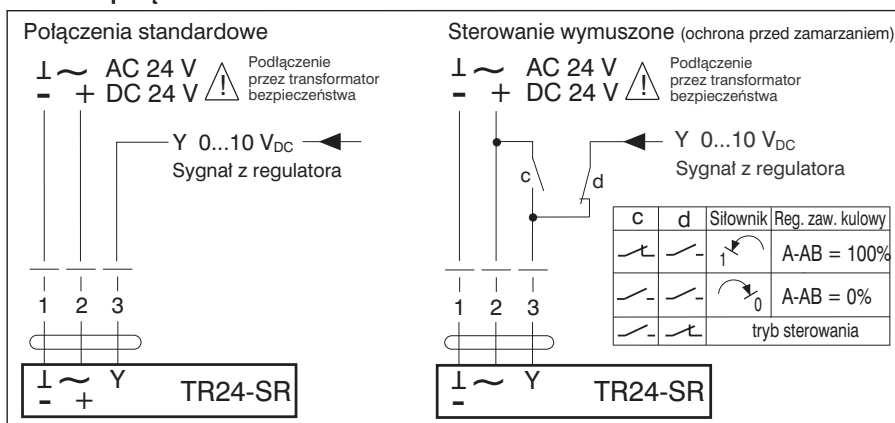 Połączenia standardowe
⊥ ~ AC 24 V
- + DC 24 V
Podłączenie
przez transformator
bezpieczeństwa
Y 0...10 VDC
Sygnał z regulatora
1 2 3
⊥ ~ Y
- +
TR24-SR
Sterowanie wymuszone (ochrona przed zamarzaniem)
⊥ ~ AC 24 V
- + DC 24 V
Podłączenie
przez transformator
bezpieczeństwa
Y 0...10 VDC
Sygnał z regulatora
c d
c d Siłownik Reg. zaw. kulowy
1 A-AB = 100%
0 A-AB = 0%
tryb sterowania
1 2 3
⊥ ~ Y
-
TR24-SR